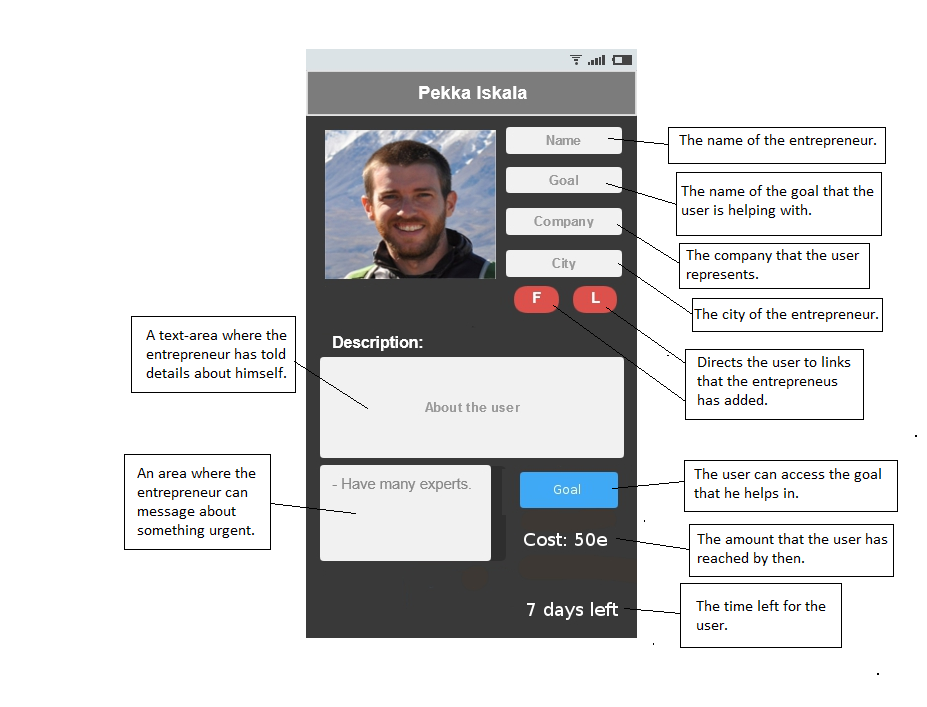 Pekka Iskala
Name
The name of the entrepreneur.
Goal
The name of the goal that the
user is helping with.
Company
The company that the user
represents.
City
The city of the entrepreneur.
F
L
Directs the user to links
that the entrepreneus
has added.
A text-area where the
entrepreneur has told
details about himself.
Description:
About the user
An area where the
entrepreneur can
message about
something urgent.
- Have many experts.
Goal
The user can access the goal
that he helps in.
Cost: 50e
The amount that the user has
reached by then.
7 days left
The time left for the
user.